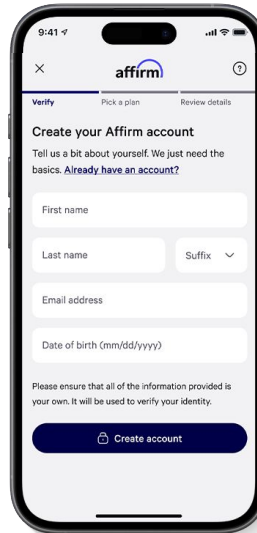 9:41
affirm
Verify Pick a plan Review details
Create your Affirm account
Tell us a bit about yourself. We just need the
basics. Already have an account?
First name
Last name Suffix
Email address
Date of birth (mm/dd/yyyy)
Please ensure that all of the information provided is
your own. It will be used to verify your identity.
Create account